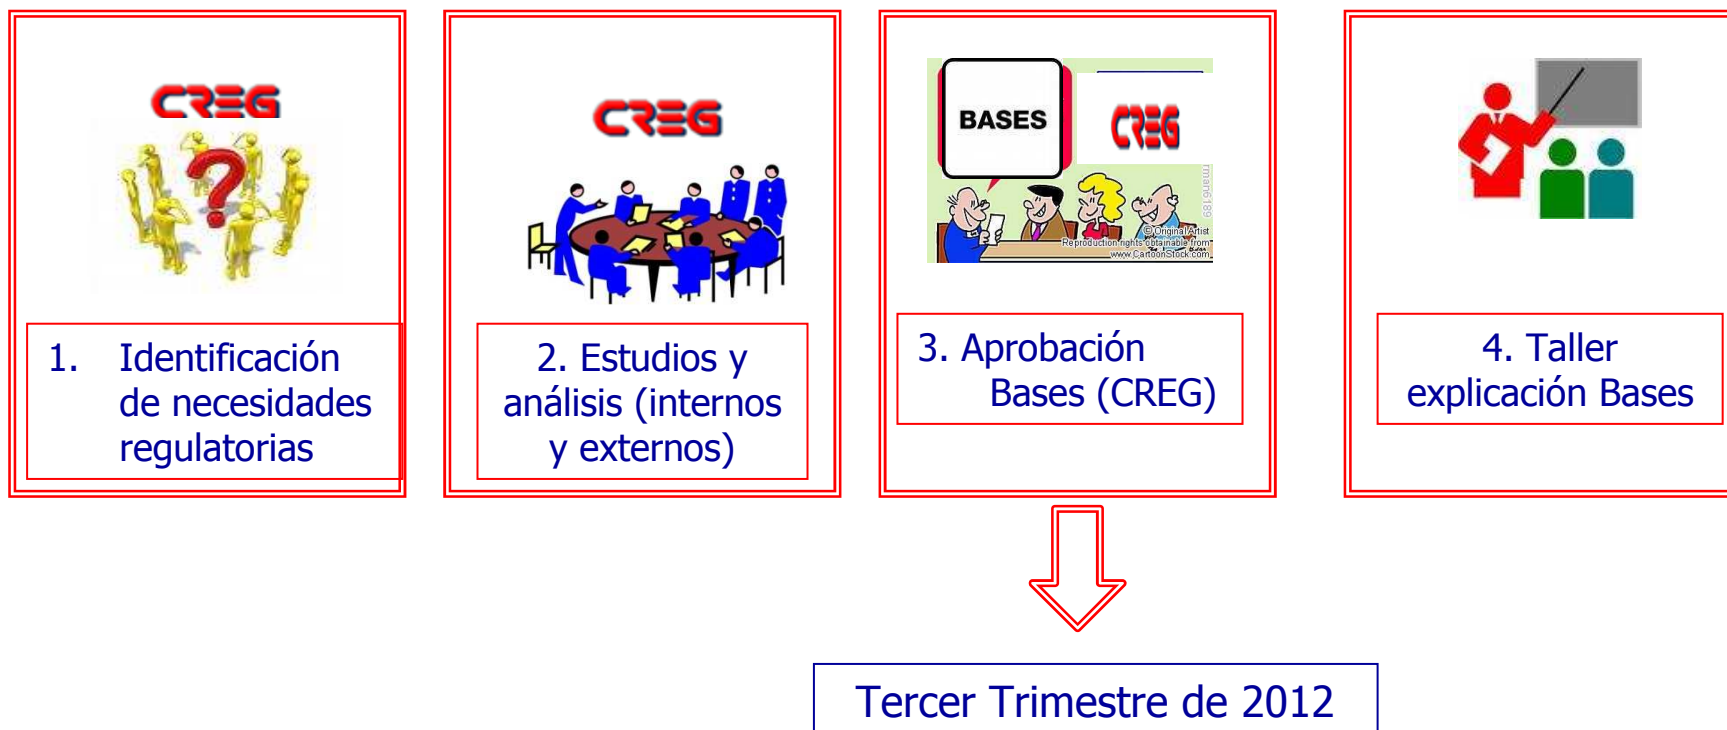 CREG
1. Identificación
de necesidades
regulatorias
CREG
2. Estudios y
análisis (internos
y externos)
BASES
CREG
rman6189
© Original Artist
Reproduction rights obtainable from
www.CartoonStock.com
3. Aprobación
Bases (CREG)
4. Taller
explicación Bases
Tercer Trimestre de 2012